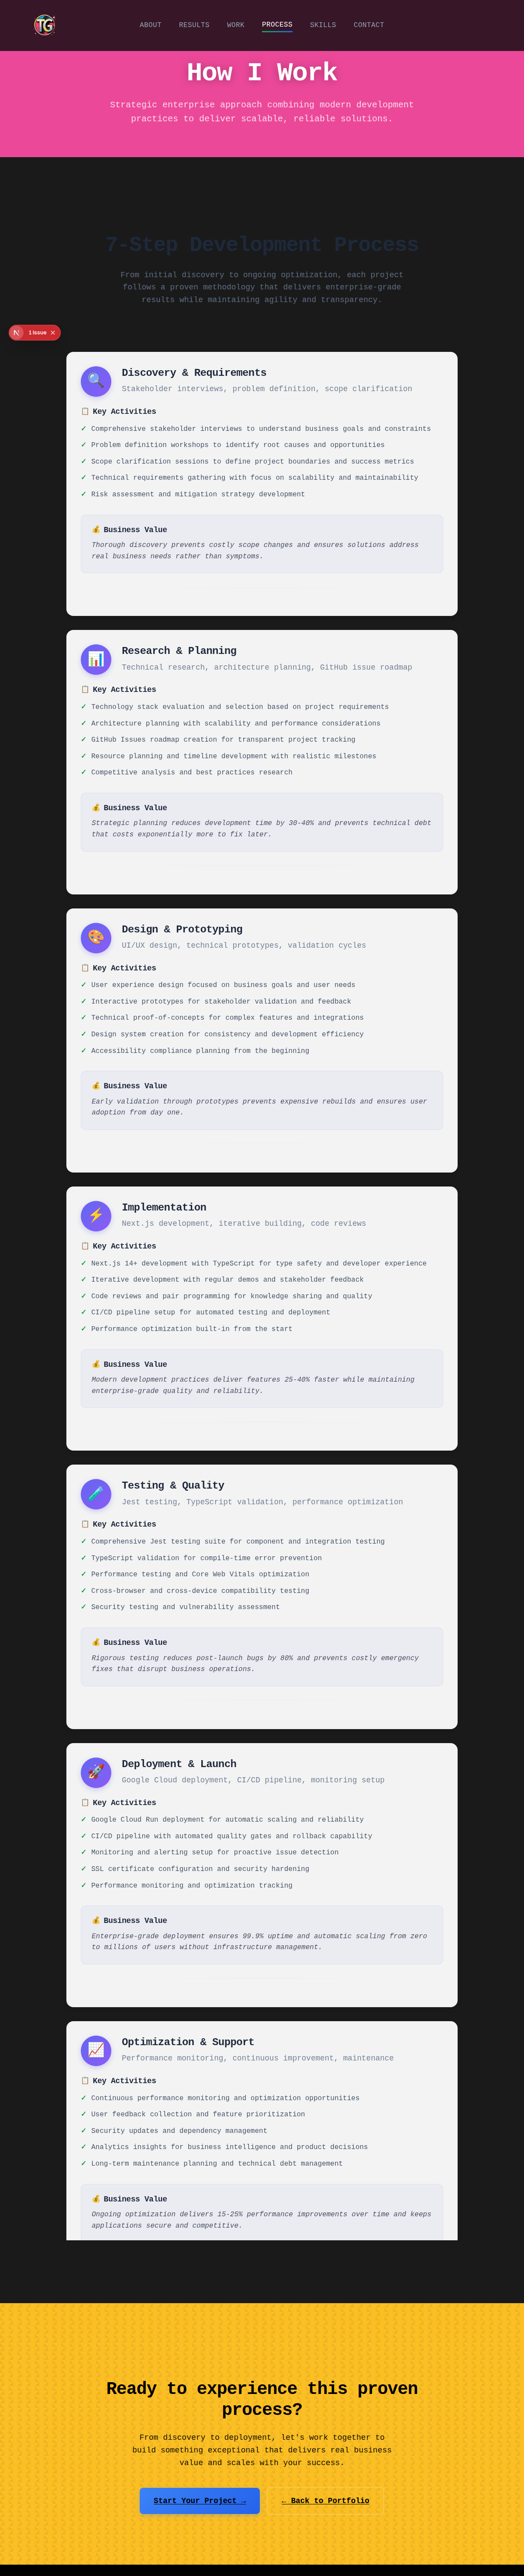 TG
ABOUT RESULTS WORK PROCESS SKILLS CONTACT
How I Work
Strategic enterprise approach combining modern development
practices to deliver scalable, reliable solutions.
7-Step Development Process
From initial discovery to ongoing optimization, each project
follows a proven methodology that delivers enterprise-grade
results while maintaining agility and transparency.
N 1 Issue ×
Discovery & Requirements
Stakeholder interviews, problem definition, scope clarification
📋 Key Activities
✓ Comprehensive stakeholder interviews to understand business goals and constraints
✓ Problem definition workshops to identify root causes and opportunities
✓ Scope clarification sessions to define project boundaries and success metrics
✓ Technical requirements gathering with focus on scalability and maintainability
✓ Risk assessment and mitigation strategy development
💰 Business Value
Thorough discovery prevents costly scope changes and ensures solutions address
real business needs rather than symptoms.
Research & Planning
Technical research, architecture planning, GitHub issue roadmap
📋 Key Activities
✓ Technology stack evaluation and selection based on project requirements
✓ Architecture planning with scalability and performance considerations
✓ GitHub Issues roadmap creation for transparent project tracking
✓ Resource planning and timeline development with realistic milestones
✓ Competitive analysis and best practices research
💰 Business Value
Strategic planning reduces development time by 30-40% and prevents technical debt
that costs exponentially more to fix later.
Design & Prototyping
UI/UX design, technical prototypes, validation cycles
📋 Key Activities
✓ User experience design focused on business goals and user needs
✓ Interactive prototypes for stakeholder validation and feedback
✓ Technical proof-of-concepts for complex features and integrations
✓ Design system creation for consistency and development efficiency
✓ Accessibility compliance planning from the beginning
💰 Business Value
Early validation through prototypes prevents expensive rebuilds and ensures user
adoption from day one.
Implementation
Next.js development, iterative building, code reviews
📋 Key Activities
✓ Next.js 14+ development with TypeScript for type safety and developer experience
✓ Iterative development with regular demos and stakeholder feedback
✓ Code reviews and pair programming for knowledge sharing and quality
✓ CI/CD pipeline setup for automated testing and deployment
✓ Performance optimization built-in from the start
💰 Business Value
Modern development practices deliver features 25-40% faster while maintaining
enterprise-grade quality and reliability.
Testing & Quality
Jest testing, TypeScript validation, performance optimization
📋 Key Activities
✓ Comprehensive Jest testing suite for component and integration testing
✓ TypeScript validation for compile-time error prevention
✓ Performance testing and Core Web Vitals optimization
✓ Cross-browser and cross-device compatibility testing
✓ Security testing and vulnerability assessment
💰 Business Value
Rigorous testing reduces post-launch bugs by 80% and prevents costly emergency
fixes that disrupt business operations.
Deployment & Launch
Google Cloud deployment, CI/CD pipeline, monitoring setup
📋 Key Activities
✓ Google Cloud Run deployment for automatic scaling and reliability
✓ CI/CD pipeline with automated quality gates and rollback capability
✓ Monitoring and alerting setup for proactive issue detection
✓ SSL certificate configuration and security hardening
✓ Performance monitoring and optimization tracking
💰 Business Value
Enterprise-grade deployment ensures 99.9% uptime and automatic scaling from zero
to millions of users without infrastructure management.
Optimization & Support
Performance monitoring, continuous improvement, maintenance
📋 Key Activities
✓ Continuous performance monitoring and optimization opportunities
✓ User feedback collection and feature prioritization
✓ Security updates and dependency management
✓ Analytics insights for business intelligence and product decisions
✓ Long-term maintenance planning and technical debt management
💰 Business Value
Ongoing optimization delivers 15-25% performance improvements over time and keeps
applications secure and competitive.
Ready to experience this proven
process?
From discovery to deployment, let's work together to
build something exceptional that delivers real business
value and scales with your success.
Start Your Project →
← Back to Portfolio